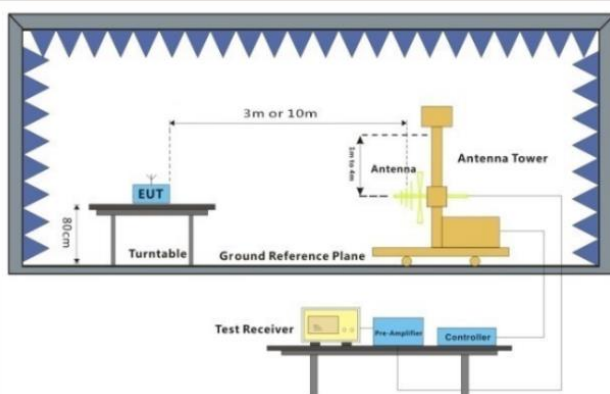 3m or 10m
1m to 4m
Antenna
Antenna Tower
EUT
80cm
Turntable
Ground Reference Plane
Test Receiver
Pre-Amplifier
Controller